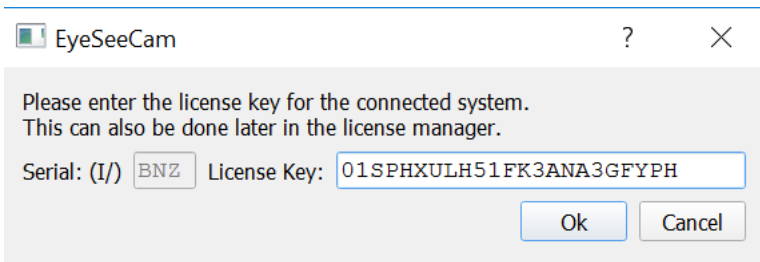 EyeSeeCam ?
Please enter the license key for the connected system.
This can also be done later in the license manager.
Serial: (I/) BNZ License Key: 01SPHXULH51FK3ANA3GFYPH
Ok Cancel